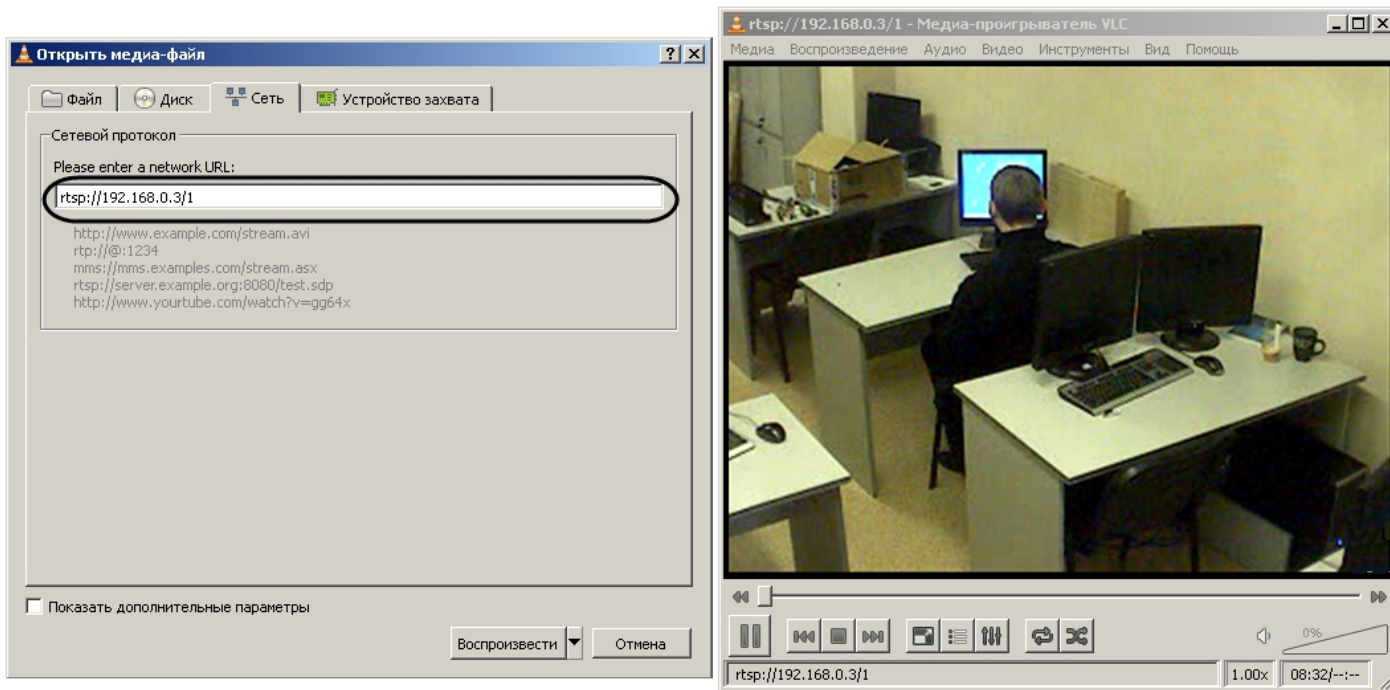 Открыть медиа-файл
Файл
Диск
Сеть
Устройство захвата
Сетевой протокол
Please enter a network URL:
rtsp://192.168.0.3/1
http://www.example.com/stream.avi
rtp://@:1234
mms://mms.examples.com/stream.asx
rtsp://server.example.org:8080/test.sdp
http://www.yourtube.com/watch?v=gg64x
Показать дополнительные параметры
Воспроизвести
Отмена
rtsp://192.168.0.3/1 - Медиа-проигрыватель VLC
Медиа Воспроизведение Аудио Видео Инструменты Вид Помощь
0%
rtsp://192.168.0.3/1
1.00x
08:32/--:--